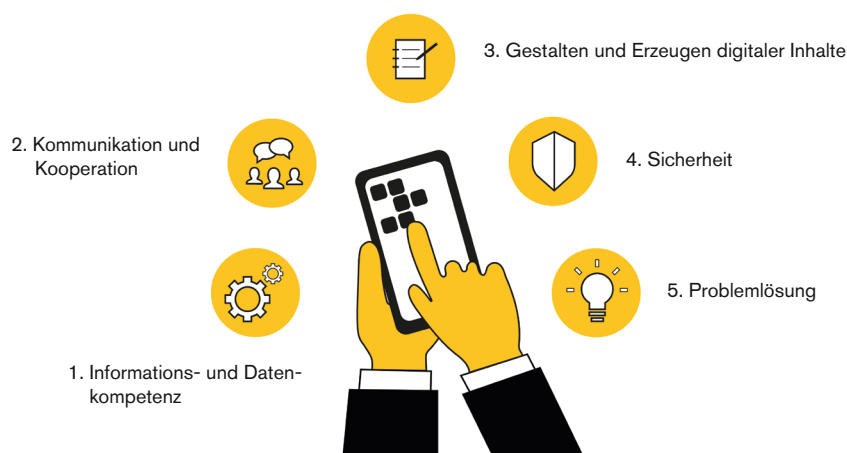 3. Gestalten und Erzeugen digitaler Inhalte
2. Kommunikation und
Kooperation
4. Sicherheit
5. Problemlösung
1. Informations- und Daten-
kompetenz